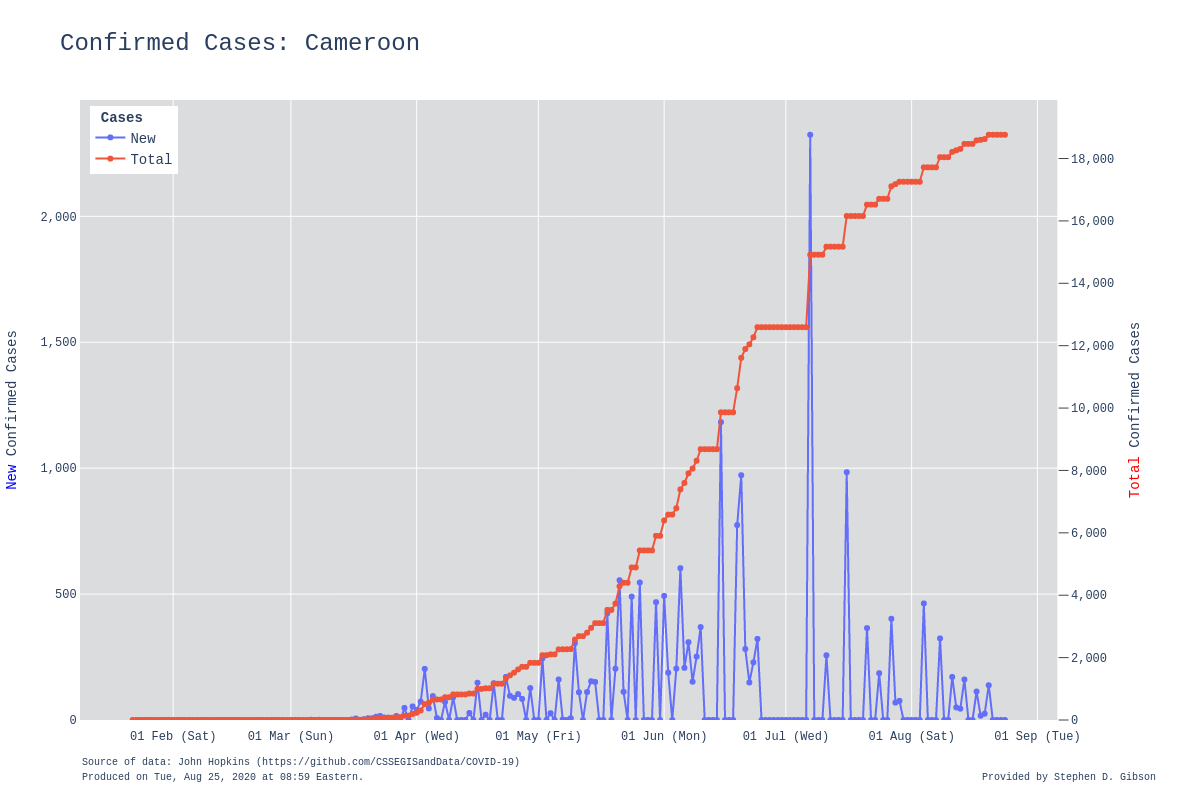 Confirmed Cases: Cameroon
Cases
New
Total
2,000
1,500
1,000
500
0
New Confirmed Cases
18,000
16,000
14,000
12,000
10,000
8,000
6,000
4,000
2,000
0
Total Confirmed Cases
01 Feb (Sat) 01 Mar (Sun) 01 Apr (Wed) 01 May (Fri) 01 Jun (Mon) 01 Jul (Wed) 01 Aug (Sat) 01 Sep (Tue)
Source of data: John Hopkins (https://github.com/CSSEGISandData/COVID-19)
Produced on Tue, Aug 25, 2020 at 08:59 Eastern.
Provided by Stephen D. Gibson